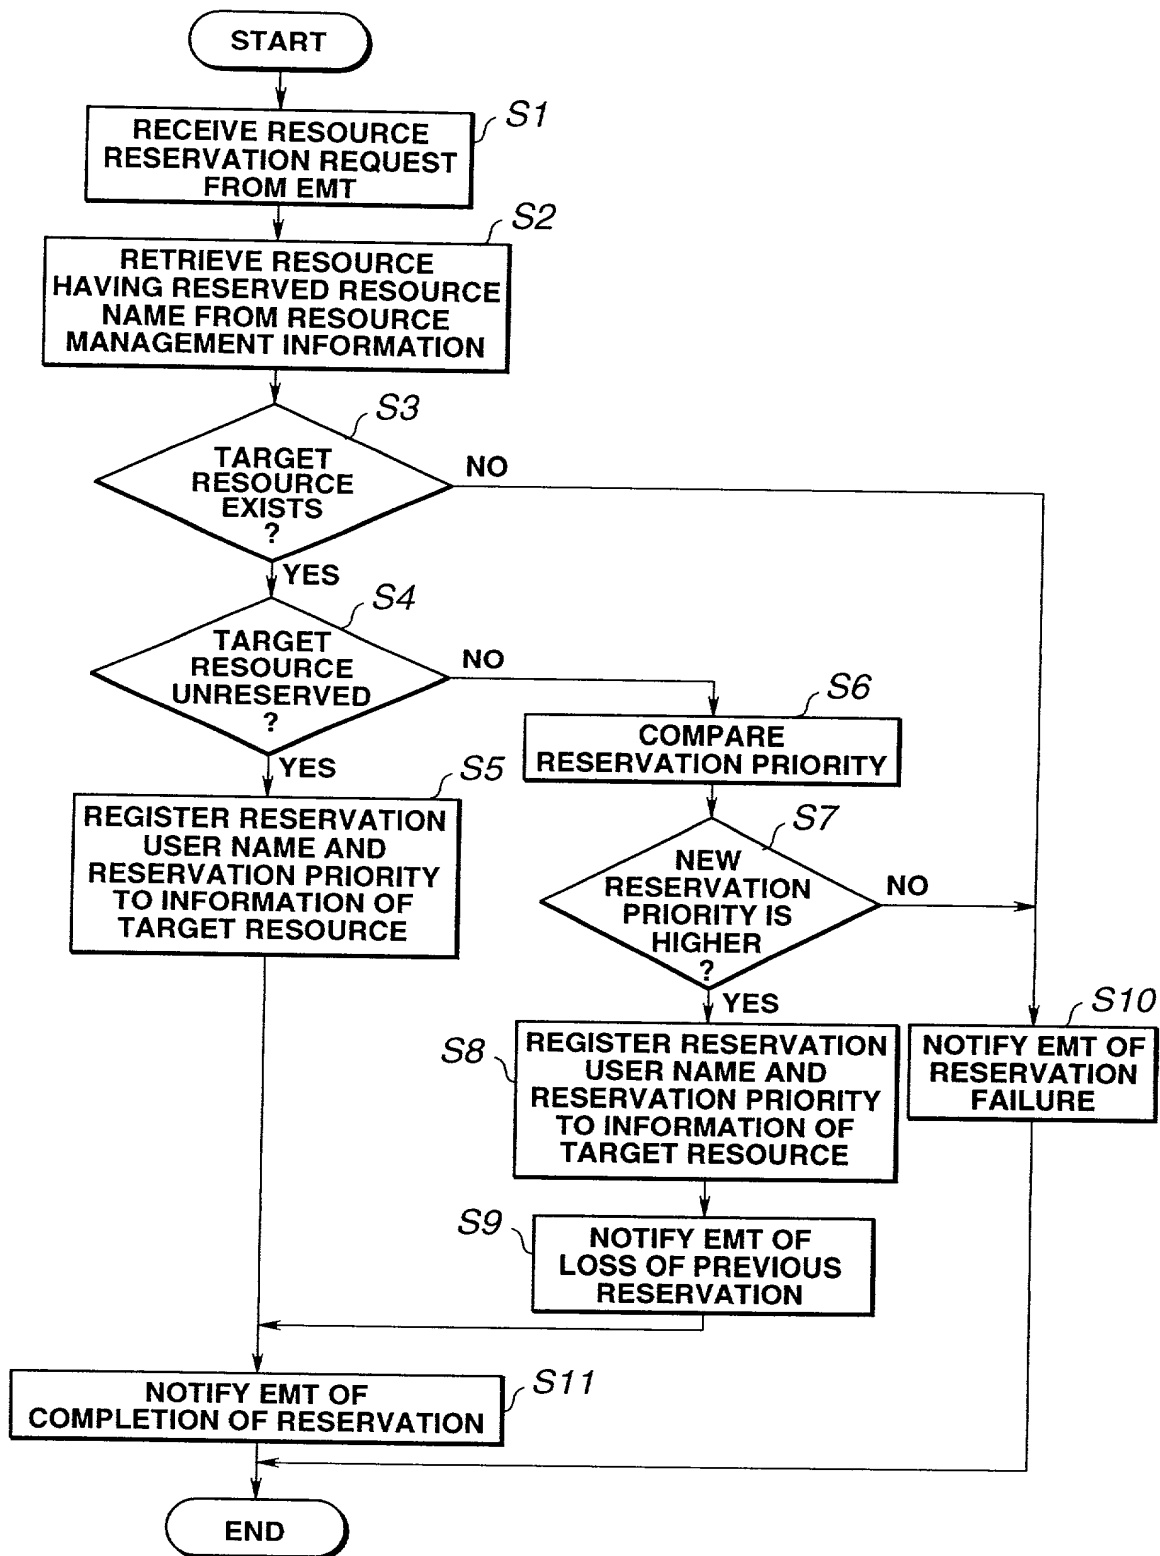 START
S1
RECEIVE RESOURCE
RESERVATION REQUEST
FROM EMT
S2
RETRIEVE RESOURCE
HAVING RESERVED RESOURCE
NAME FROM RESOURCE
MANAGEMENT INFORMATION
S3
TARGET
RESOURCE
EXISTS
?
NO
YES
S4
TARGET
RESOURCE
UNRESERVED
?
NO
YES
S5
REGISTER RESERVATION
USER NAME AND
RESERVATION PRIORITY
TO INFORMATION OF
TARGET RESOURCE
S6
COMPARE
RESERVATION PRIORITY
S7
NEW
RESERVATION
PRIORITY IS
HIGHER
?
NO
YES
S8
REGISTER RESERVATION
USER NAME AND
RESERVATION PRIORITY
TO INFORMATION OF
TARGET RESOURCE
S10
NOTIFY EMT OF
RESERVATION
FAILURE
S9
NOTIFY EMT OF
LOSS OF PREVIOUS
RESERVATION
S11
NOTIFY EMT OF
COMPLETION OF RESERVATION
END